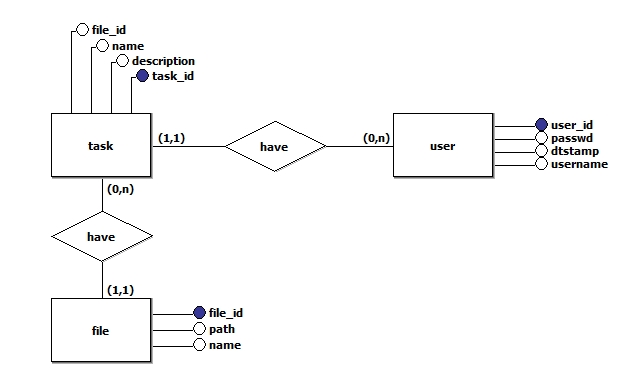 file_id
name
description
task_id
task
(1,1)
have
(0,n)
user
user_id
passwd
dtstamp
username
(0,n)
have
(1,1)
file
file_id
path
name